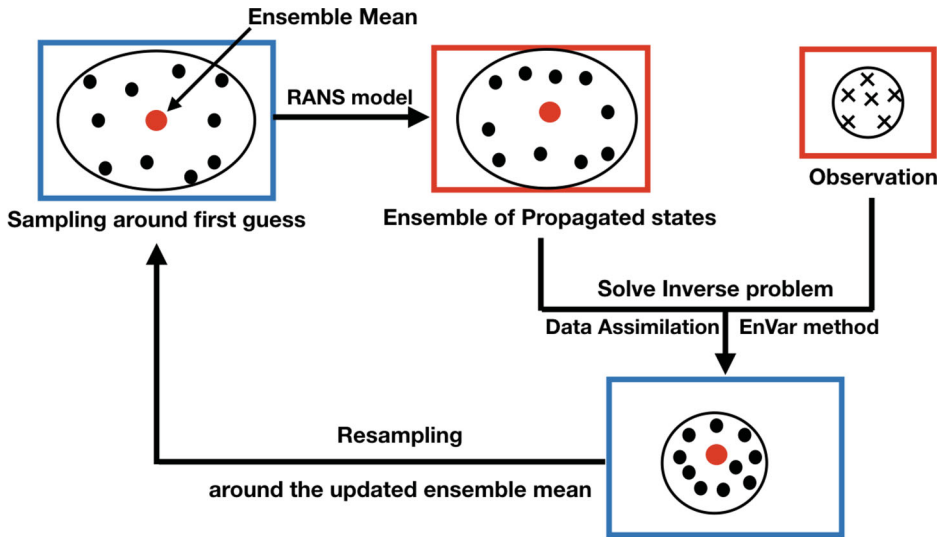 Ensemble Mean
RANS model
Observation
Sampling around first guess
Ensemble of Propagated states
Solve Inverse problem
Data Assimilation
EnVar method
Resampling
around the updated ensemble mean